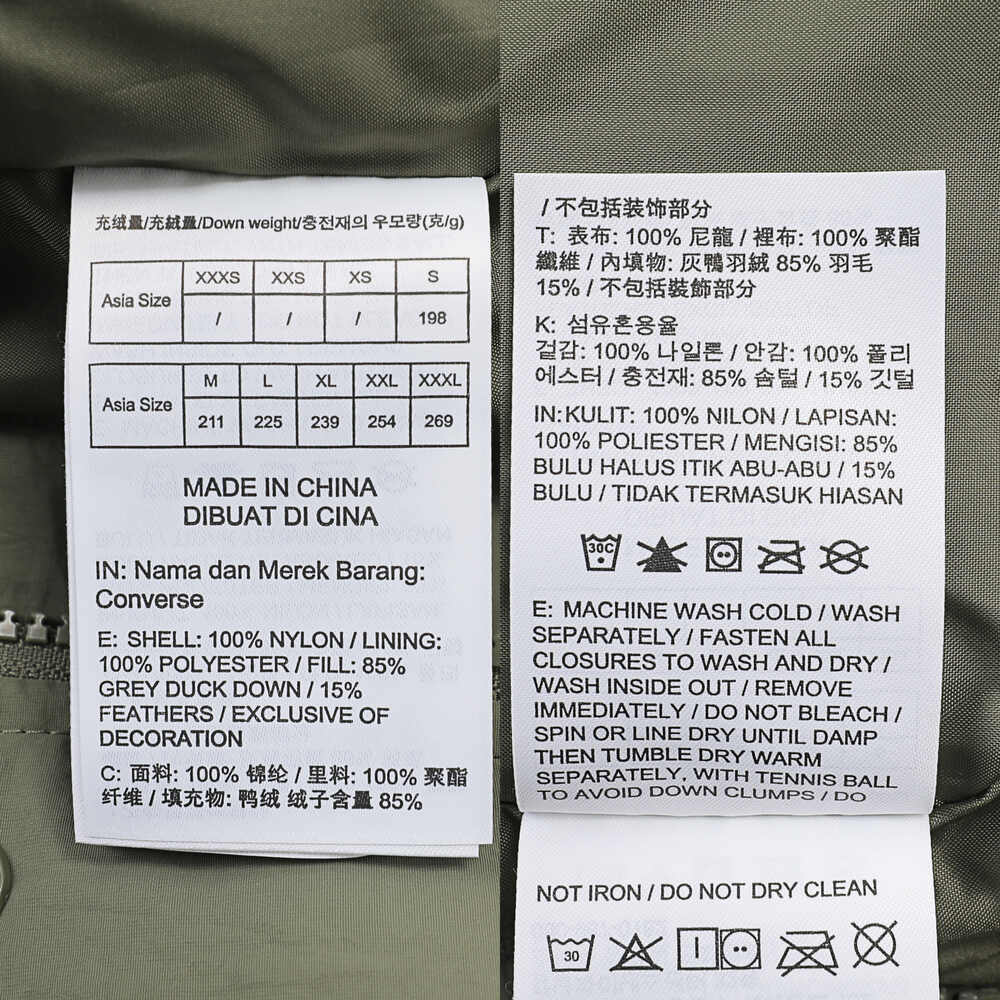 充绒量/充絨量/Down weight/충전재의 우모량(克/g)
Asia Size XXXS XXS XS S
/ / / 198
Asia Size M L XL XXL XXXL
211 225 239 254 269
MADE IN CHINA
DIBUAT DI CINA
IN: Nama dan Merek Barang:
Converse
E: SHELL: 100% NYLON / LINING:
100% POLYESTER / FILL: 85%
GREY DUCK DOWN / 15%
FEATHERS / EXCLUSIVE OF
DECORATION
C: 面料: 100% 锦纶 / 里料: 100% 聚酯
纤维 / 填充物: 鸭绒 绒子含量 85%
/ 不包括装饰部分
T: 表布: 100% 尼龍 / 裡布: 100% 聚酯
纖維 / 內填物: 灰鴨羽絨 85% 羽毛
15% / 不包括裝飾部分
K: 섬유혼용율
겉감: 100% 나일론 / 안감: 100% 폴리
에스터 / 충전재: 85% 솜털 / 15% 깃털
IN: KULIT: 100% NILON / LAPISAN:
100% POLIESTER / MENGISI: 85%
BULU HALUS ITIK ABU-ABU / 15%
BULU / TIDAK TERMASUK HIASAN
30C
E: MACHINE WASH COLD / WASH
SEPARATELY / FASTEN ALL
CLOSURES TO WASH AND DRY /
WASH INSIDE OUT / REMOVE
IMMEDIATELY / DO NOT BLEACH /
SPIN OR LINE DRY UNTIL DAMP
THEN TUMBLE DRY WARM
SEPARATELY, WITH TENNIS BALL
TO AVOID DOWN CLUMPS / DO
NOT IRON / DO NOT DRY CLEAN
30